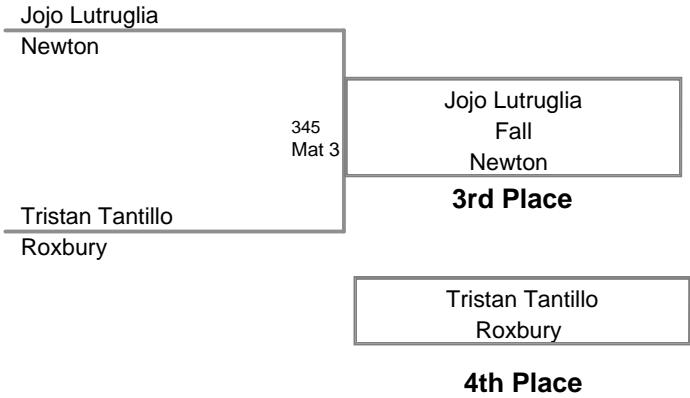 Jojo Lutruglia
Newton
345
Mat 3
Jojo Lutruglia
Fall
Newton
3rd Place
Tristan Tantillo
Roxbury
Tristan Tantillo
Roxbury
4th Place